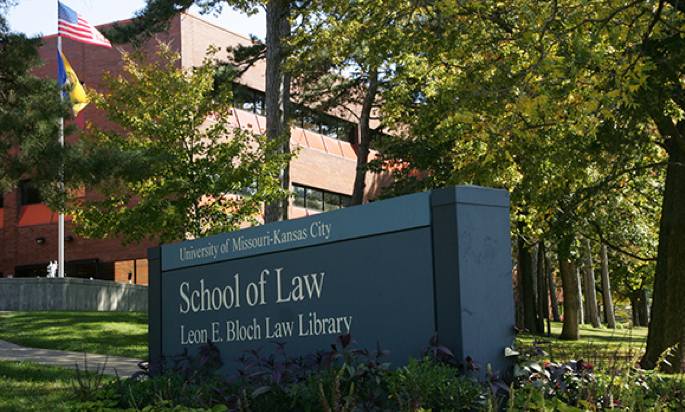 University of Missouri-Kansas City
School of Law
Leon E. Bloch Law Library